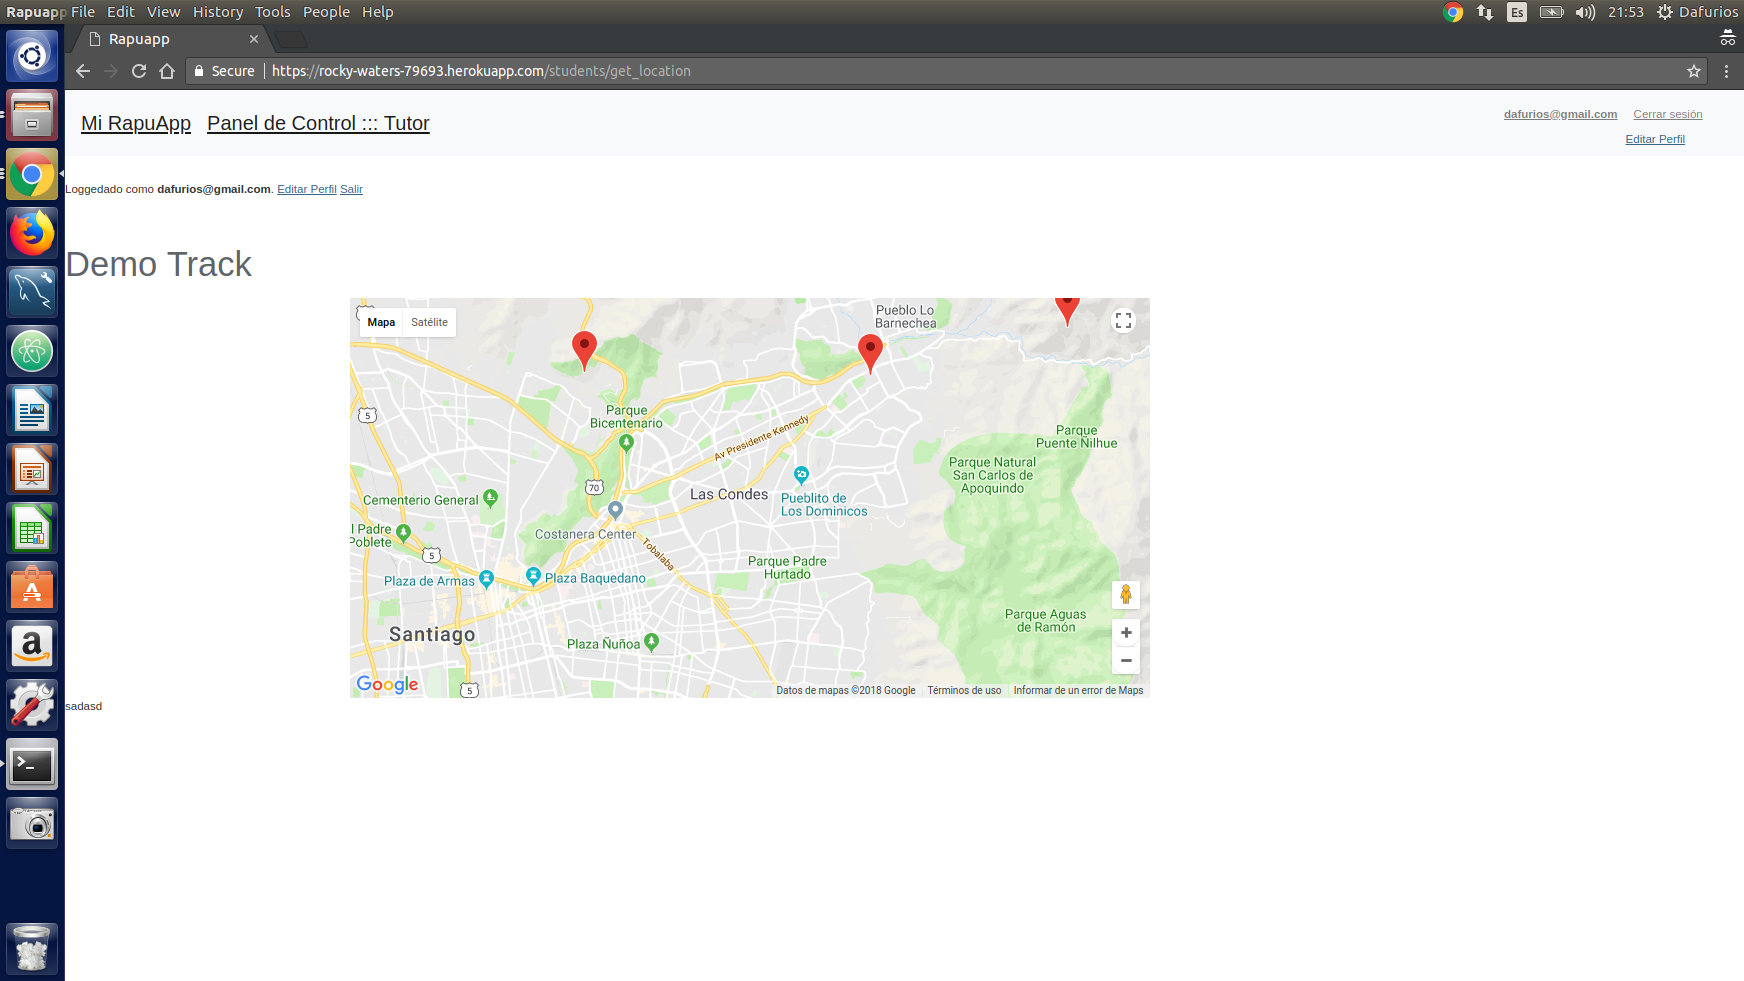 Rapuapp File Edit View History Tools People Help
Es 21:53 Dafurios
Rapuapp
Secure https://rocky-waters-79693.herokuapp.com/students/get_location
Mi RapuApp Panel de Control ::: Tutor
dafurios@gmail.com Cerrar sesión
Editar Perfil
Loggedado como dafurios@gmail.com. Editar Perfil Salir
Demo Track
Mapa Satélite
Pueblo Lo
Barnechea
5
Parque
Bicentenario
Av Presidente Kennedy
Parque
Puente Nilhue
Parque Natural
San Carlos de
Apoquindo
70
Las Condes
Cementerio General
Pueblito de
Los Dominicos
l Padre
Poblete
Costanera Center
5
Tobalaba
Parque Padre
Hurtado
Plaza de Armas
Plaza Baquedano
Parque Aguas
de Ramón
Santiago
Plaza Ñuñoa
+
−
Google
5
Datos de mapas ©2018 Google Términos de uso Informar de un error de Maps
sadasd